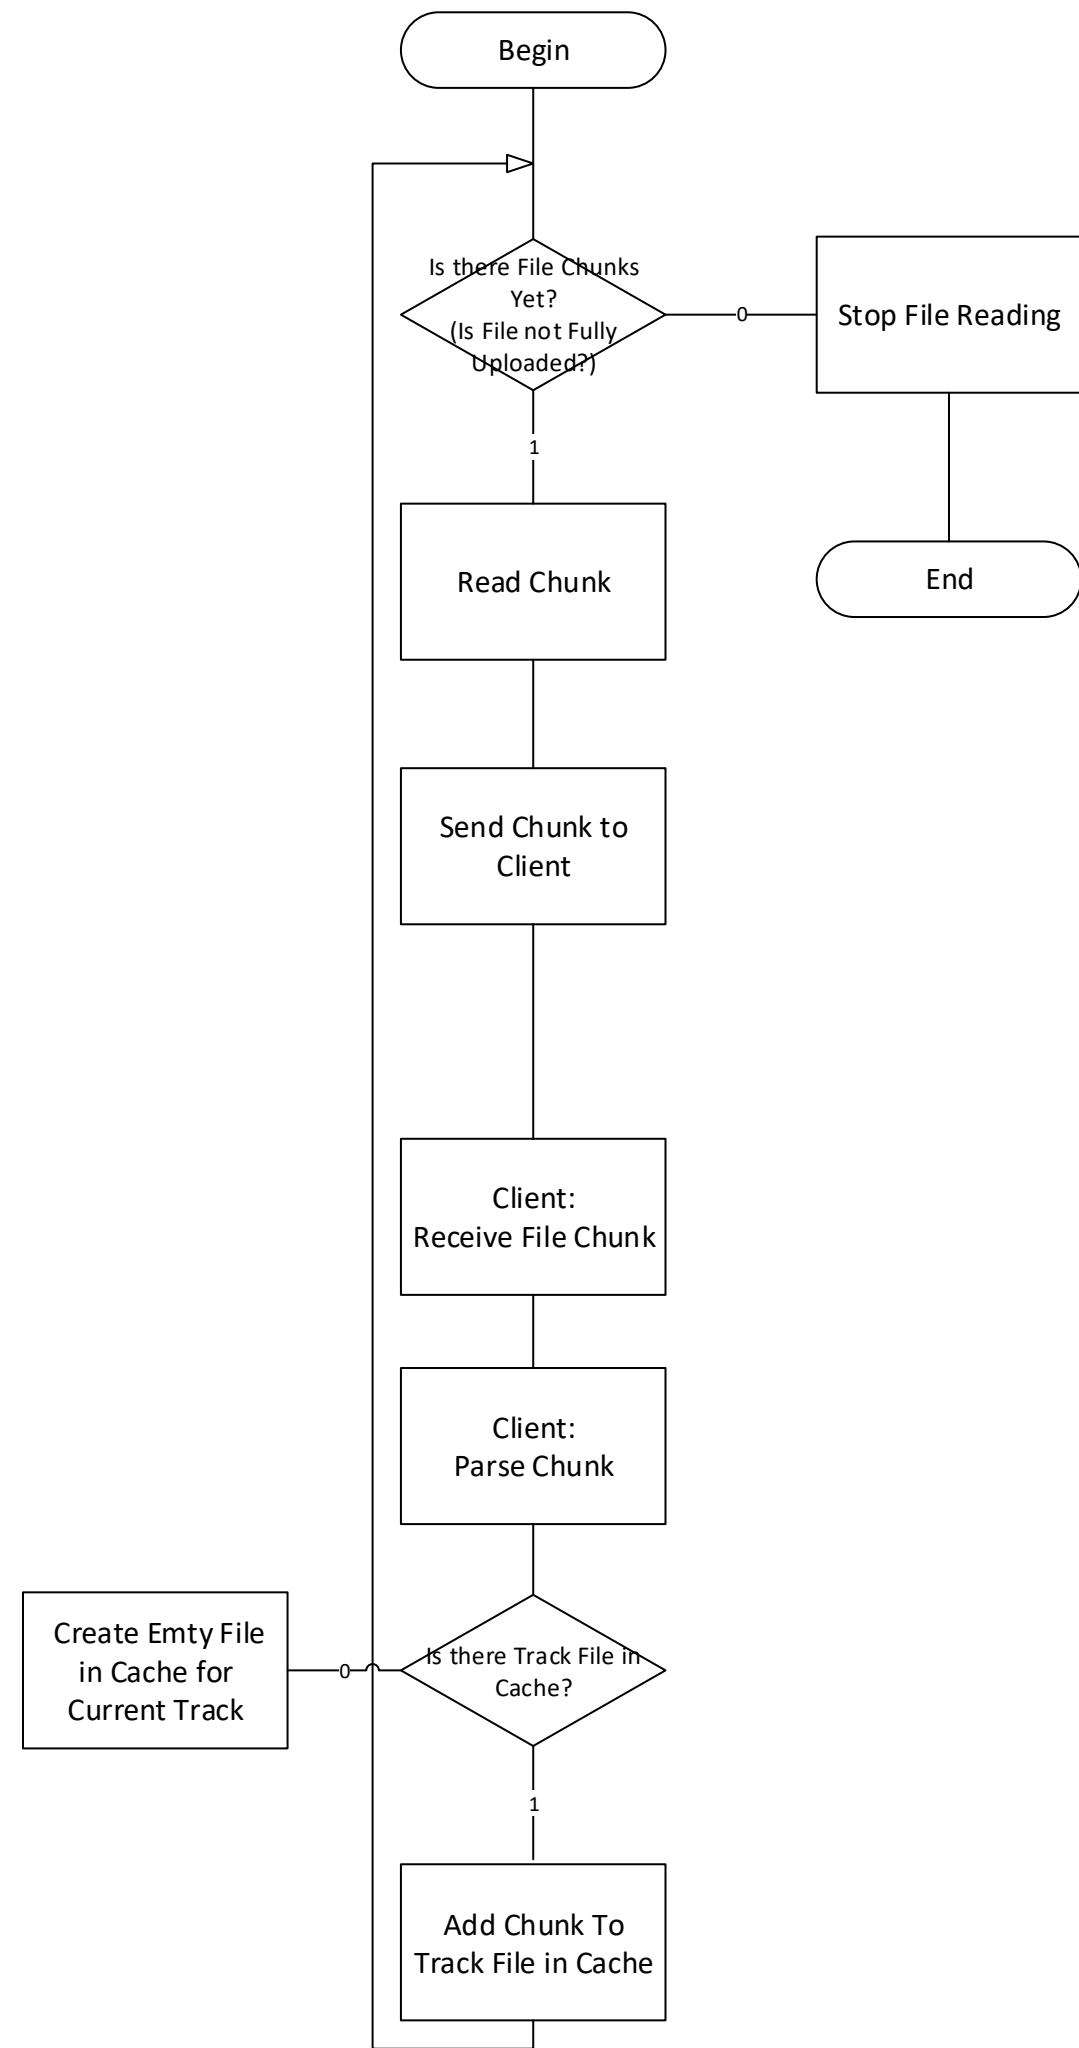 Begin
Is there File Chunks
Yet?
(Is File not Fully
Uploaded?)
0
Stop File Reading
1
Read Chunk
End
Send Chunk to
Client
Client:
Receive File Chunk
Client:
Parse Chunk
Create Emty File
in Cache for
Current Track
0
Is there Track File in
Cache?
1
Add Chunk To
Track File in Cache